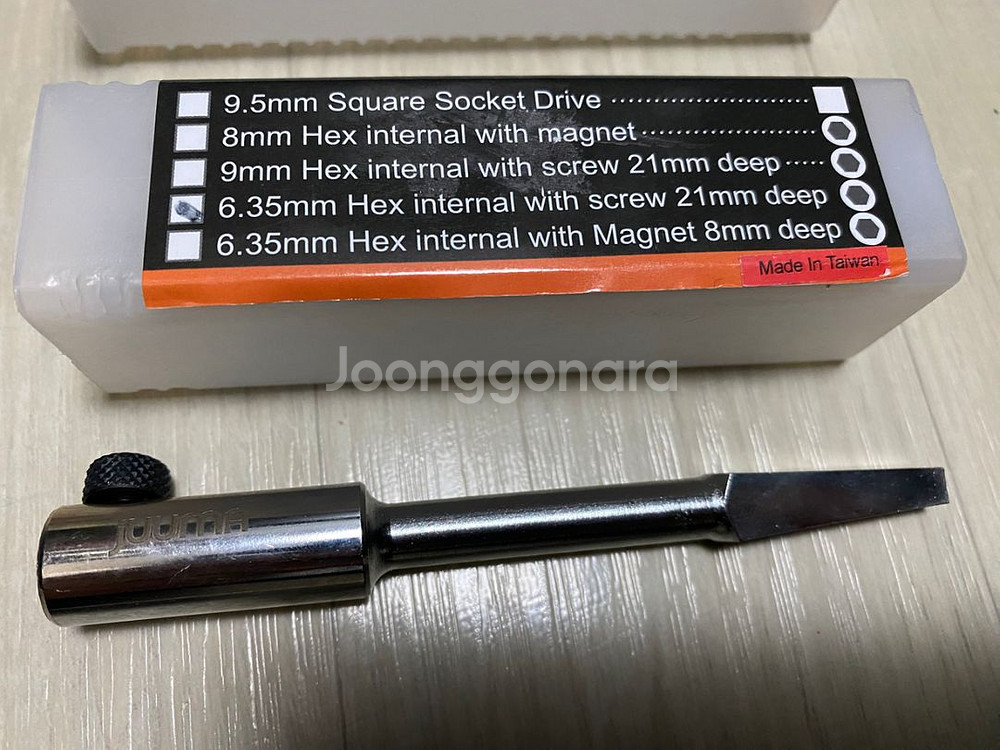 9.5mm Square Socket Drive
8mm Hex internal with magnet
9mm Hex internal with screw 21mm deep
6.35mm Hex internal with screw 21mm deep
6.35mm Hex internal with Magnet 8mm deep
Made In Taiwan
Joonggonara
jooma